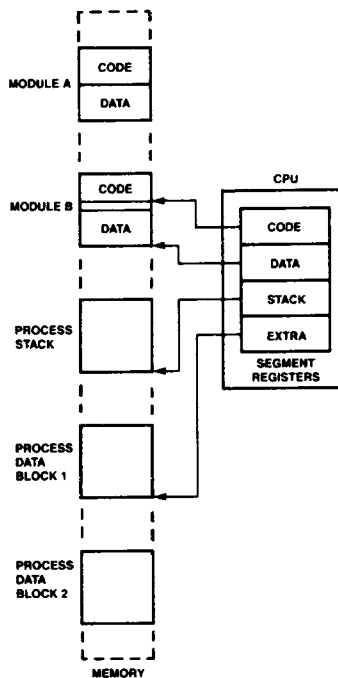 MODULE A
CODE
DATA
MODULE B
CODE
DATA
CPU
CODE
DATA
STACK
EXTRA
SEGMENT
REGISTERS
PROCESS
STACK
PROCESS
DATA
BLOCK 1
PROCESS
DATA
BLOCK 2
MEMORY